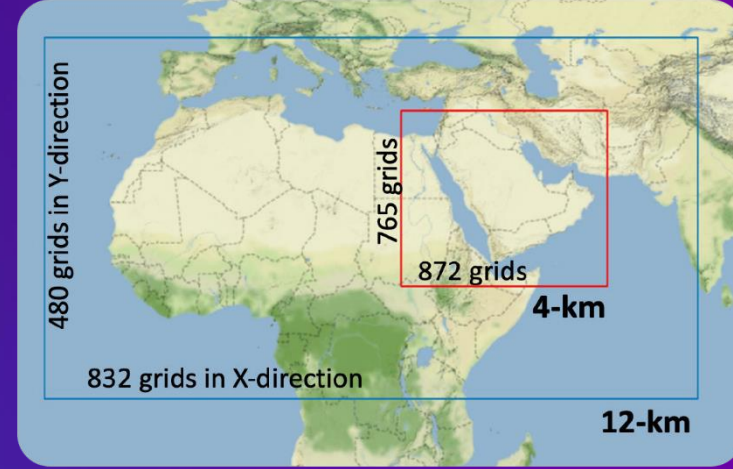 480 grids in Y-direction
765 grids
872 grids
4-km
832 grids in X-direction
12-km